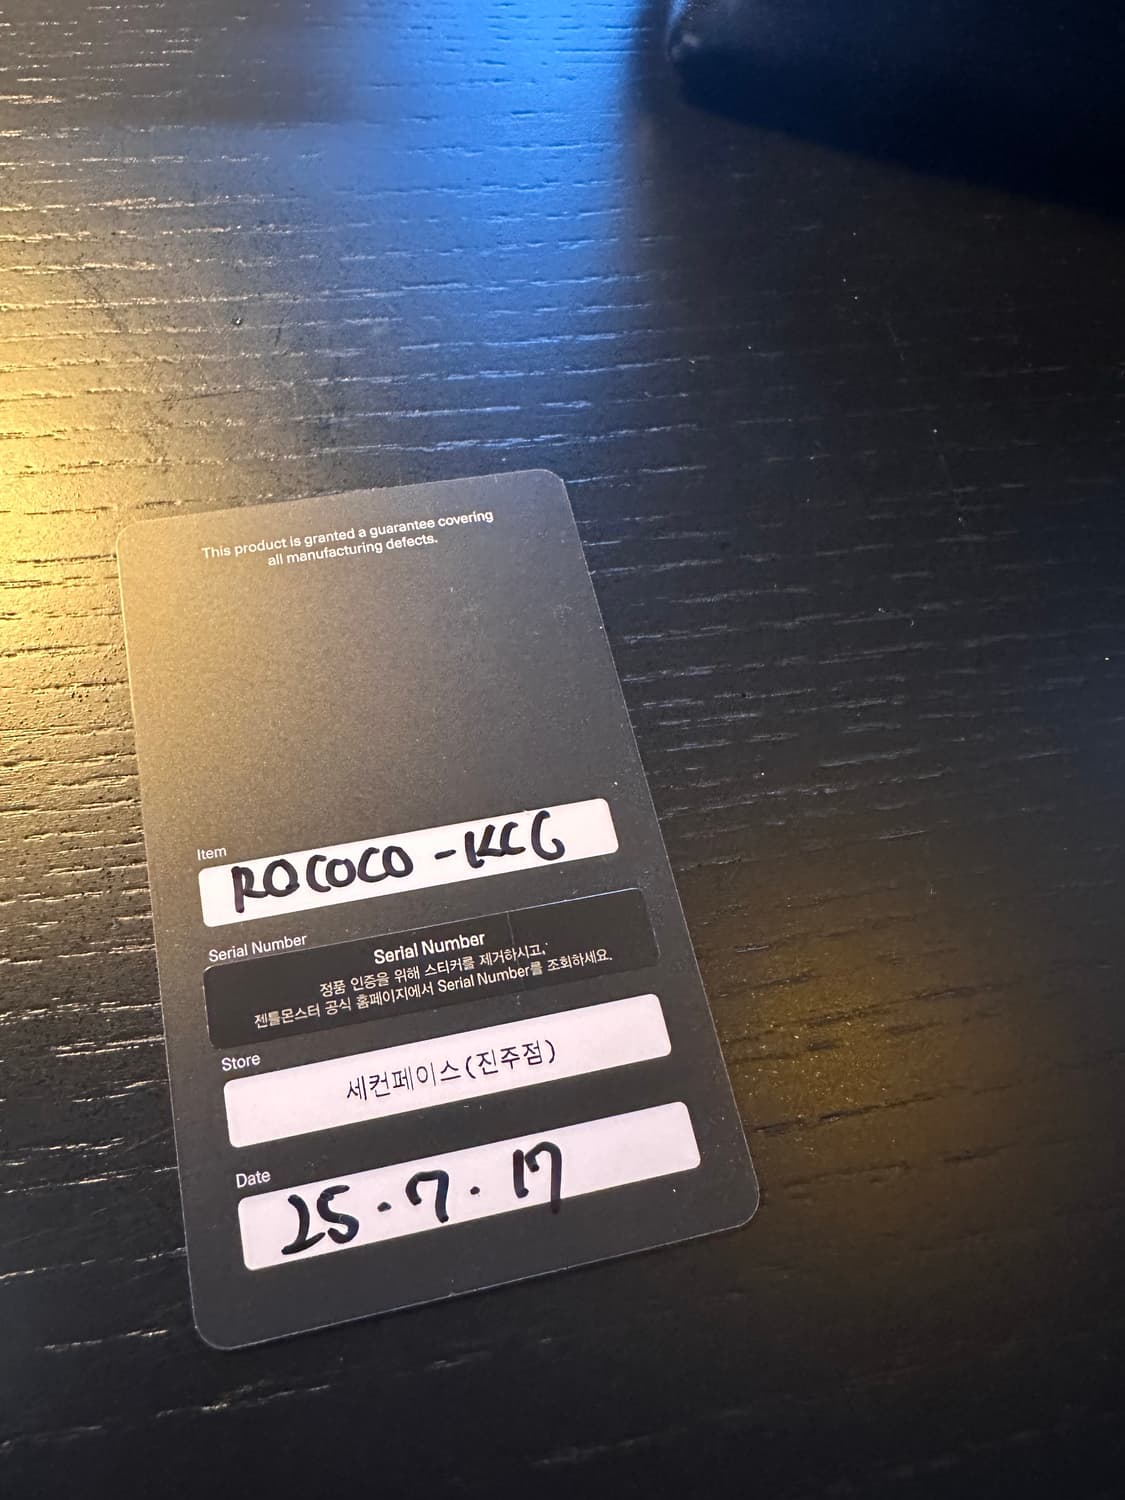 This product is granted a guarantee covering
all manufacturing defects.
Item
ROCOCO - KC6
Serial Number
Serial Number
정품 인증을 위해 스티커를 제거하시고,
젠틀몬스터 공식 홈페이지에서 Serial Number를 조회하세요.
Store
세컨페이스(진주점)
Date
25.7.17